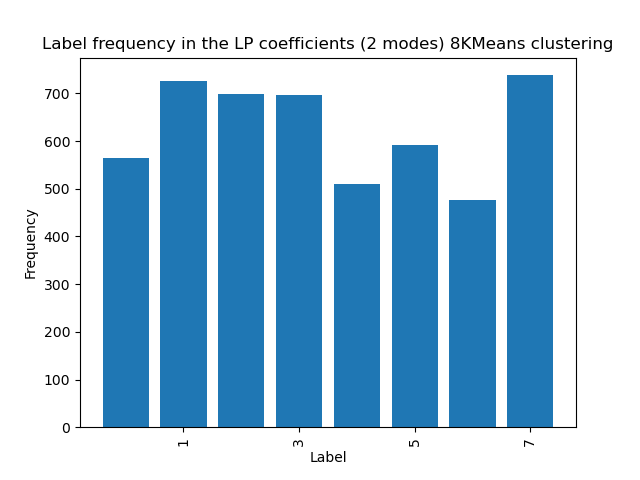 Label frequency in the LP coefficients (2 modes) 8KMeans clustering
700
600
500
400
300
200
100
0
Frequency
1 3 5 7
Label